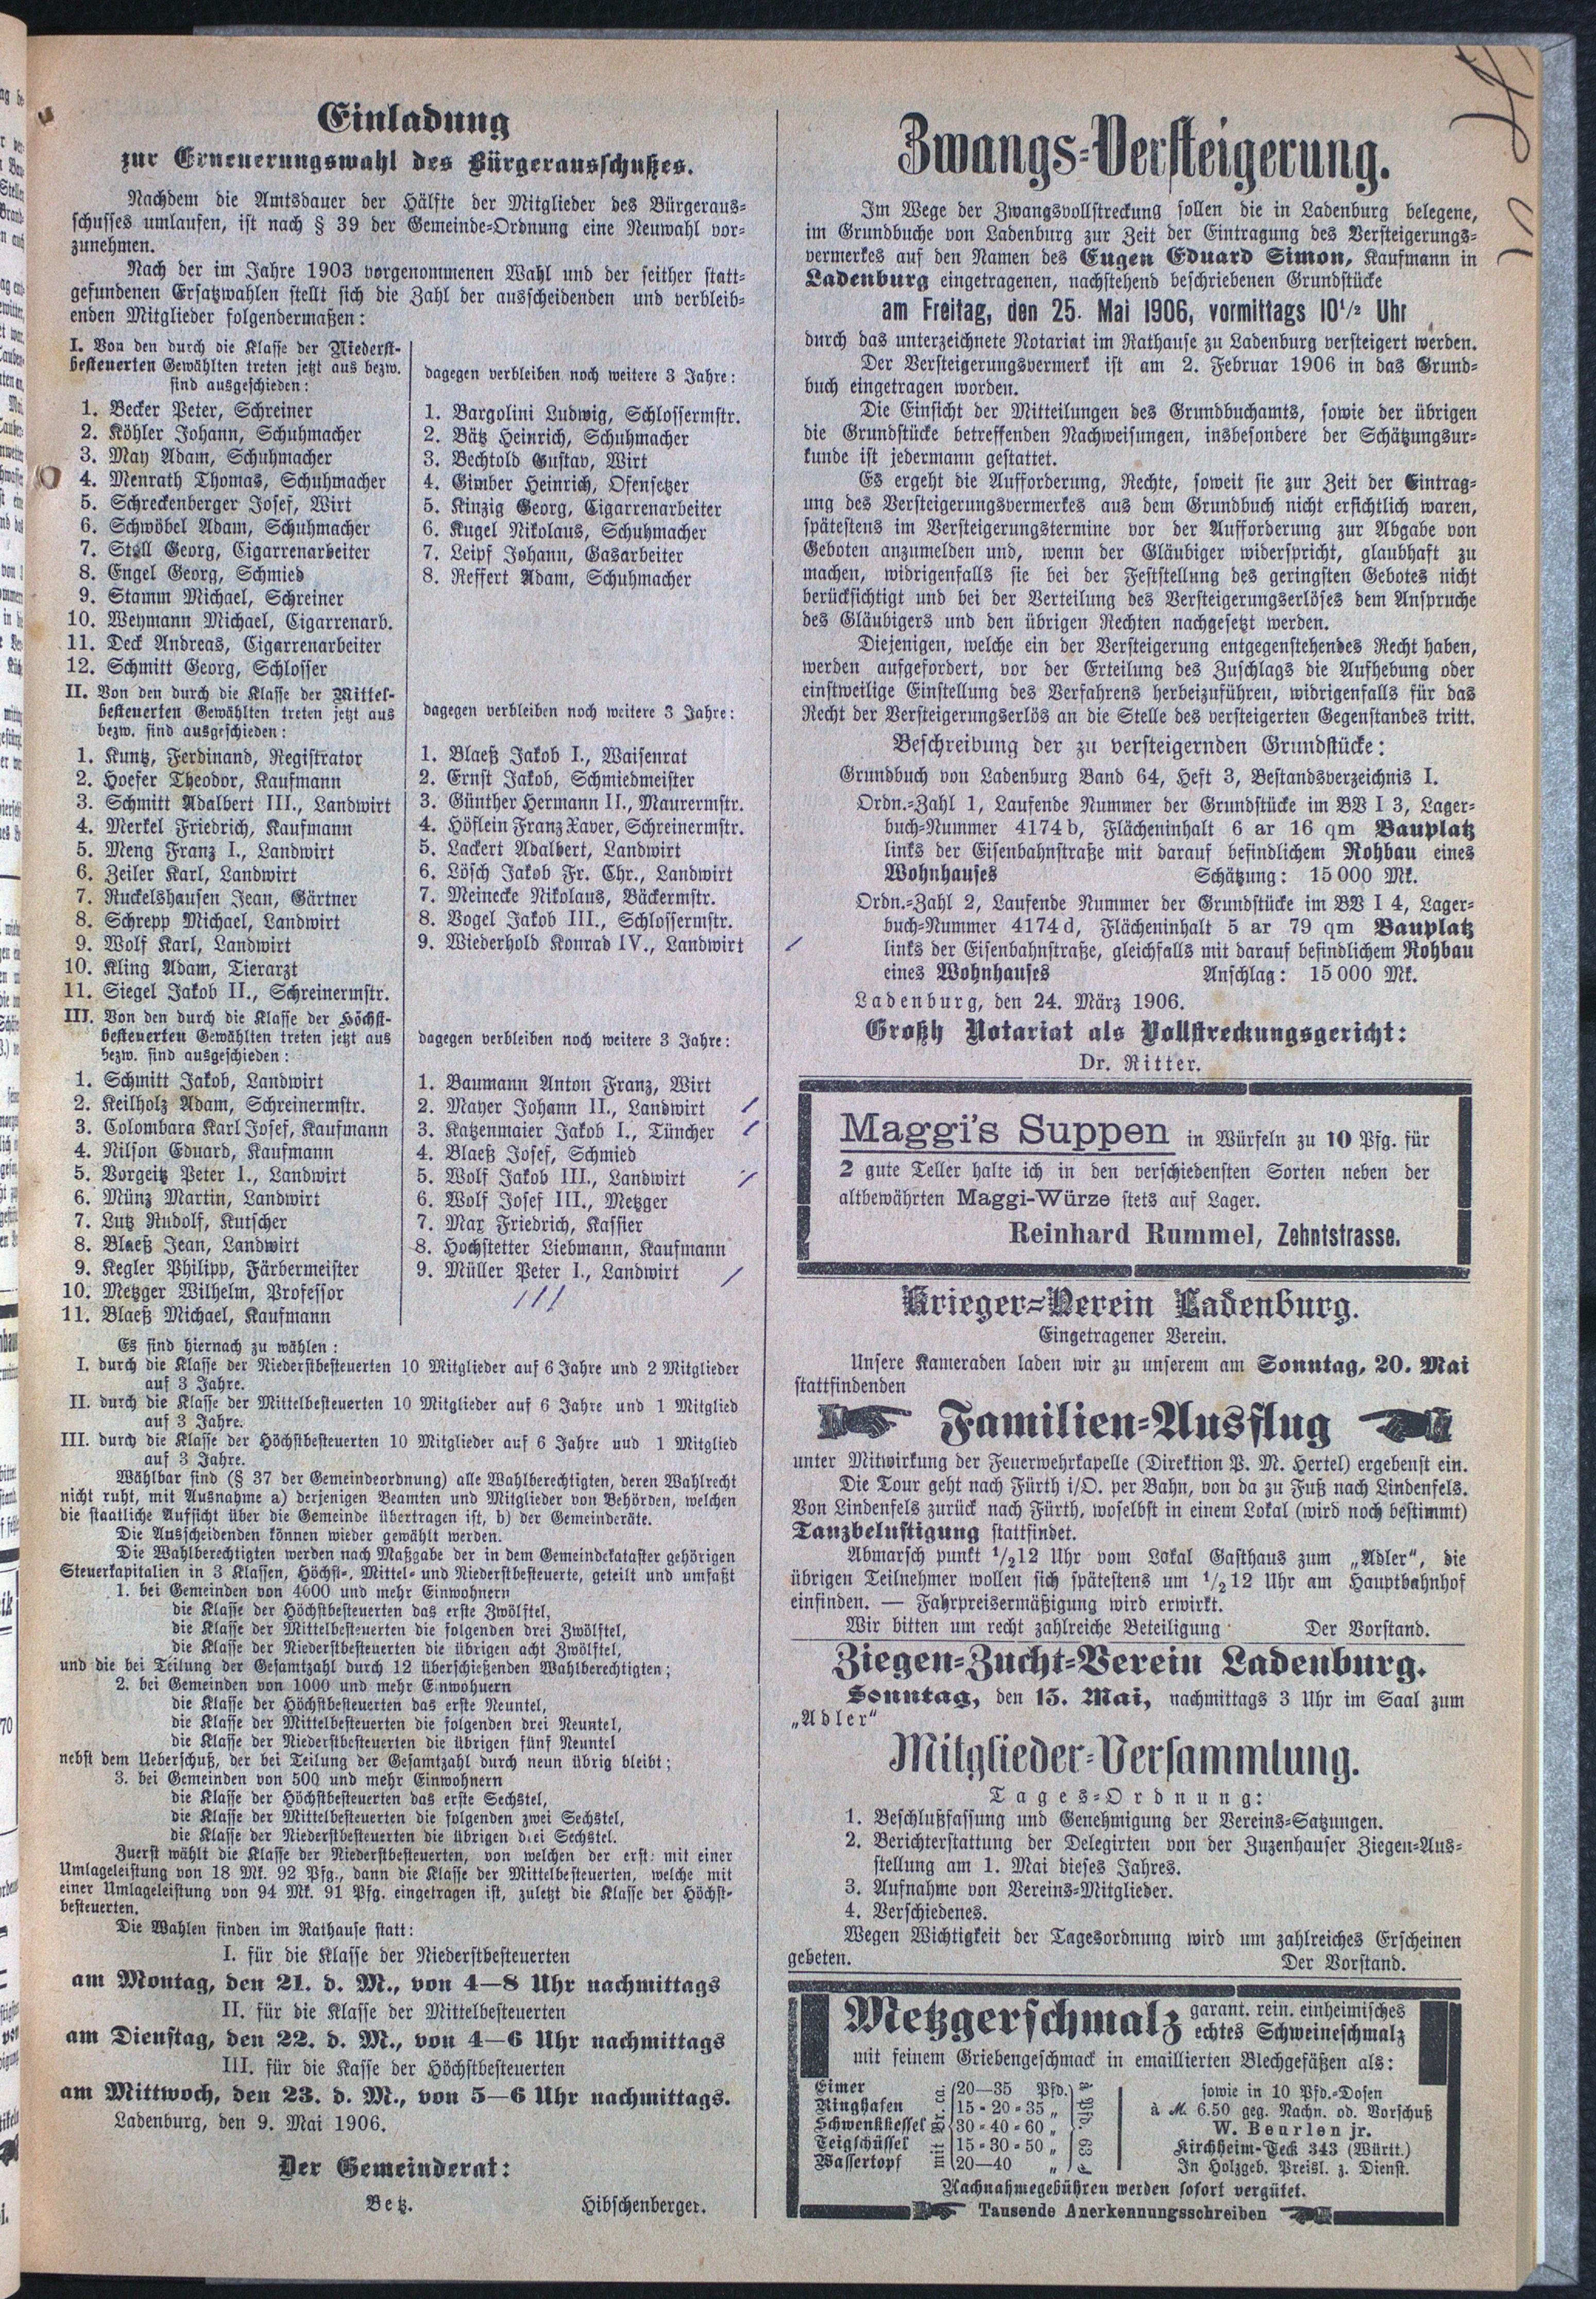 Einladung
zur Erneuerungswahl des Bürgerausschußes.
Nachdem die Amtsdauer der Hälfte der Mitglieder des Bürgeraus-
schusses umlaufen, ist nach § 39 der Gemeinde-Ordnung eine Neuwahl vor-
zunehmen.
Nach der im Jahre 1903 vorgenommenen Wahl und der seither statt-
gefundenen Ersatzwahlen stellt sich die Zahl der ausscheidenden und verbleib-
enden Mitglieder folgendermaßen:
I. Von den durch die Klasse der Niederst-
besteuerten Gewählten treten jetzt aus bezw.
sind ausgeschieden:
1. Becker Peter, Schreiner
2. Köhler Johann, Schuhmacher
3. May Adam, Schuhmacher
4. Menrath Thomas, Schuhmacher
5. Schreckenberger Josef, Wirt
6. Schwöbel Adam, Schuhmacher
7. Stoll Georg, Cigarrenarbeiter
8. Engel Georg, Schmied
9. Stamm Michael, Schreiner
10. Weymann Michael, Cigarrenarb.
11. Deck Andreas, Cigarrenarbeiter
12. Schmitt Georg, Schlosser
dagegen verbleiben noch weitere 3 Jahre:
1. Bargolini Ludwig, Schlossermstr.
2. Bätz Heinrich, Schuhmacher
3. Bechtold Gustav, Wirt
4. Gimber Heinrich, Ofensetzer
5. Kinzig Georg, Cigarrenarbeiter
6. Kugel Nikolaus, Schuhmacher
7. Leipf Johann, Gasarbeiter
8. Neffert Adam, Schuhmacher
II. Von den durch die Klasse der Mittel-
besteuerten Gewählten treten jetzt aus
bezw. sind ausgeschieden:
1. Kuntz, Ferdinand, Registrator
2. Hoefer Theodor, Kaufmann
3. Schmitt Adalbert III., Landwirt
4. Merkel Friedrich, Kaufmann
5. Meng Franz I., Landwirt
6. Zeiler Karl, Landwirt
7. Ruckelshausen Jean, Gärtner
8. Schrepp Michael, Landwirt
9. Wolf Karl, Landwirt
10. Kling Adam, Tierarzt
11. Siegel Jakob II., Schreinermstr.
dagegen verbleiben noch weitere 3 Jahre:
1. Blaeß Jakob I., Waisenrat
2. Ernst Jakob, Schmiedmeister
3. Günther Hermann II., Maurermstr.
4. Höflein Franz Xaver, Schreinermstr.
5. Lackert Adalbert, Landwirt
6. Lösch Jakob Fr. Chr., Landwirt
7. Meinecke Nikolaus, Bäckermstr.
8. Vogel Jakob III., Schlossermstr.
9. Wiederhold Konrad IV., Landwirt
III. Von den durch die Klasse der Höchst-
besteuerten Gewählten treten jetzt aus
bezw. sind ausgeschieden:
1. Schmitt Jakob, Landwirt
2. Keilholz Adam, Schreinermstr.
3. Colombara Karl Josef, Kaufmann
4. Nilson Eduard, Kaufmann
5. Vorgeitz Peter I., Landwirt
6. Münz Martin, Landwirt
7. Lutz Rudolf, Kutscher
8. Blaeß Jean, Landwirt
9. Kegler Philipp, Färbermeister
10. Metzger Wilhelm, Professor
11. Blaeß Michael, Kaufmann
dagegen verbleiben noch weitere 3 Jahre:
1. Baumann Anton Franz, Wirt
2. Mayer Johann II., Landwirt
3. Katzenmaier Jakob I., Tüncher
4. Blaeß Josef, Schmied
5. Wolf Jakob III., Landwirt
6. Wolf Josef III., Metzger
7. Max Friedrich, Kassier
8. Hochstetter Liebmann, Kaufmann
9. Müller Peter I., Landwirt
Es sind hiernach zu wählen:
I. durch die Klasse der Niederstbesteuerten 10 Mitglieder auf 6 Jahre und 2 Mitglieder
auf 3 Jahre.
II. durch die Klasse der Mittelbesteuerten 10 Mitglieder auf 6 Jahre und 1 Mitglied
auf 3 Jahre.
III. durch die Klasse der Höchstbesteuerten 10 Mitglieder auf 6 Jahre und 1 Mitglied
auf 3 Jahre.
Wählbar sind (§ 37 der Gemeindeordnung) alle Wahlberechtigten, deren Wahlrecht
nicht ruht, mit Ausnahme a) derjenigen Beamten und Mitglieder von Behörden, welchen
die staatliche Aufsicht über die Gemeinde übertragen ist, b) der Gemeinderäte.
Die Ausscheidenden können wieder gewählt werden.
Die Wahlberechtigten werden nach Maßgabe der in dem Gemeindekataster gehörigen
Steuerkapitalien in 3 Klassen, Höchst-, Mittel- und Niederstbesteuerte, geteilt und umfaßt
1. bei Gemeinden von 4000 und mehr Einwohnern
die Klasse der Höchstbesteuerten das erste Zwölftel,
die Klasse der Mittelbesteuerten die folgenden drei Zwölftel,
die Klasse der Niederstbesteuerten die übrigen acht Zwölftel,
und die bei Teilung der Gesamtzahl durch 12 überschießenden Wahlberechtigten;
2. bei Gemeinden von 1000 und mehr Einwohuern
die Klasse der Höchstbesteuerten das erste Neuntel,
die Klasse der Mittelbesteuerten die folgenden drei Neuntel,
die Klasse der Niederstbesteuerten die übrigen fünf Neuntel
nebst dem Ueberschuß, der bei Teilung der Gesamtzahl durch neun übrig bleibt;
3. bei Gemeinden von 500 und mehr Einwohnern
die Klasse der Höchstbesteuerten das erste Sechstel,
die Klasse der Mittelbesteuerten die folgenden zwei Sechstel,
die Klasse der Niederstbesteuerten die übrigen drei Sechstel.
Zuerst wählt die Klasse der Niederstbesteuerten, von welchen der erste mit einer
Umlageleistung von 18 Mk. 92 Pfg., dann die Klasse der Mittelbesteuerten, welche mit
einer Umlageleistung von 94 Mk. 91 Pfg. eingetragen ist, zuletzt die Klasse der Höchst-
besteuerten.
Die Wahlen finden im Rathause statt:
I. für die Klasse der Niederstbesteuerten
am Montag, den 21. d. M., von 4—8 Uhr nachmittags
II. für die Klasse der Mittelbesteuerten
am Dienstag, den 22. d. M., von 4—6 Uhr nachmittags
III. für die Kasse der Höchstbesteuerten
am Mittwoch, den 23. d. M., von 5—6 Uhr nachmittags.
Ladenburg, den 9. Mai 1906.
Der Gemeinderat:
Betz. Hibschenberger.
Zwangs-Versteigerung.
Im Wege der Zwangsvollstreckung sollen die in Ladenburg belegene,
im Grundbuche von Ladenburg zur Zeit der Eintragung des Versteigerungs-
vermerkes auf den Namen des Eugen Eduard Simon, Kaufmann in
Ladenburg eingetragenen, nachstehend beschriebenen Grundstücke
am Freitag, den 25. Mai 1906, vormittags 10½ Uhr
durch das unterzeichnete Notariat im Rathause zu Ladenburg versteigert werden.
Der Versteigerungsvermerk ist am 2. Februar 1906 in das Grund-
buch eingetragen worden.
Die Einsicht der Mitteilungen des Grundbuchamts, sowie der übrigen
die Grundstücke betreffenden Nachweisungen, insbesondere der Schätzungsur-
kunde ist jedermann gestattet.
Es ergeht die Aufforderung, Rechte, soweit sie zur Zeit der Eintrag-
ung des Versteigerungsvermerkes aus dem Grundbuch nicht ersichtlich waren,
spätestens im Versteigerungstermine vor der Aufforderung zur Abgabe von
Geboten anzumelden und, wenn der Gläubiger widerspricht, glaubhaft zu
machen, widrigenfalls sie bei der Feststellung des geringsten Gebotes nicht
berücksichtigt und bei der Verteilung des Versteigerungserlöses dem Anspruche
des Gläubigers und den übrigen Rechten nachgesetzt werden.
Diejenigen, welche ein der Versteigerung entgegenstehendes Recht haben,
werden aufgefordert, vor der Erteilung des Zuschlags die Aufhebung oder
einstweilige Einstellung des Verfahrens herbeizuführen, widrigenfalls für das
Recht der Versteigerungserlös an die Stelle des versteigerten Gegenstandes tritt.
Beschreibung der zu versteigernden Grundstücke:
Grundbuch von Ladenburg Band 64, Heft 3, Bestandsverzeichnis I.
Ordn.-Zahl 1, Laufende Nummer der Grundstücke im BV I 3, Lager-
buch-Nummer 4174 b, Flächeninhalt 6 ar 16 qm Bauplatz
links der Eisenbahnstraße mit darauf befindlichem Rohbau eines
Wohnhauses Schätzung: 15 000 Mk.
Ordn.-Zahl 2, Laufende Nummer der Grundstücke im BV I 4, Lager-
buch-Nummer 4174 d, Flächeninhalt 5 ar 79 qm Bauplatz
links der Eisenbahnstraße, gleichfalls mit darauf befindlichem Rohbau
eines Wohnhauses Anschlag: 15 000 Mk.
Ladenburg, den 24. März 1906.
Großh Notariat als Vollstreckungsgericht:
Dr. Ritter.
Maggi's Suppen in Würfeln zu 10 Pfg. für
2 gute Teller halte ich in den verschiedensten Sorten neben der
altbewährten Maggi-Würze stets auf Lager.
Reinhard Rummel, Zehntstrasse.
Krieger-Verein Ladenburg.
Eingetragener Verein.
Unsere Kameraden laden wir zu unserem am Sonntag, 20. Mai
stattfindenden
Familien-Ausflug
unter Mitwirkung der Feuerwehrkapelle (Direktion P. M. Hertel) ergebenst ein.
Die Tour geht nach Fürth i/O. per Bahn, von da zu Fuß nach Lindenfels.
Von Lindenfels zurück nach Fürth, woselbst in einem Lokal (wird noch bestimmt)
Tanzbelustigung stattfindet.
Abmarsch punkt ½12 Uhr vom Lokal Gasthaus zum „Adler“, die
übrigen Teilnehmer wollen sich spätestens um ½12 Uhr am Hauptbahnhof
einfinden. — Fahrpreisermäßigung wird erwirkt.
Wir bitten um recht zahlreiche Beteiligung Der Vorstand.
Ziegen-Zucht-Verein Ladenburg.
Sonntag, den 13. Mai, nachmittags 3 Uhr im Saal zum
„Adler“
Mitglieder-Versammlung.
Tages-Ordnung:
1. Beschlußfassung und Genehmigung der Vereins-Satzungen.
2. Berichterstattung der Delegirten von der Zuzenhauser Ziegen-Aus-
stellung am 1. Mai dieses Jahres.
3. Aufnahme von Vereins-Mitglieder.
4. Verschiedenes.
Wegen Wichtigkeit der Tagesordnung wird um zahlreiches Erscheinen
gebeten. Der Vorstand.
Metzgerschmalz garant. rein. einheimisches
echtes Schweineschmalz
mit feinem Griebengeschmack in emaillierten Blechgefäßen als:
Eimer 20—35 Pfd.
Ringhafen 15-20-35 „
Schwenkkessel 30-40-60 „
Teigschüssel 15-30-50 „
Wassertopf 20—40 „
mit Br. ca.
sowie in 10 Pfd.-Dosen
à M. 6.50 geg. Nachn. od. Vorschuß
W. Beurlen jr.
Kirchheim-Teck 343 (Württ.)
In Holzgeb. Preisl. z. Dienst.
Nachnahmegebühren werden sofort vergütet.
Tausende Anerkennungsschreiben